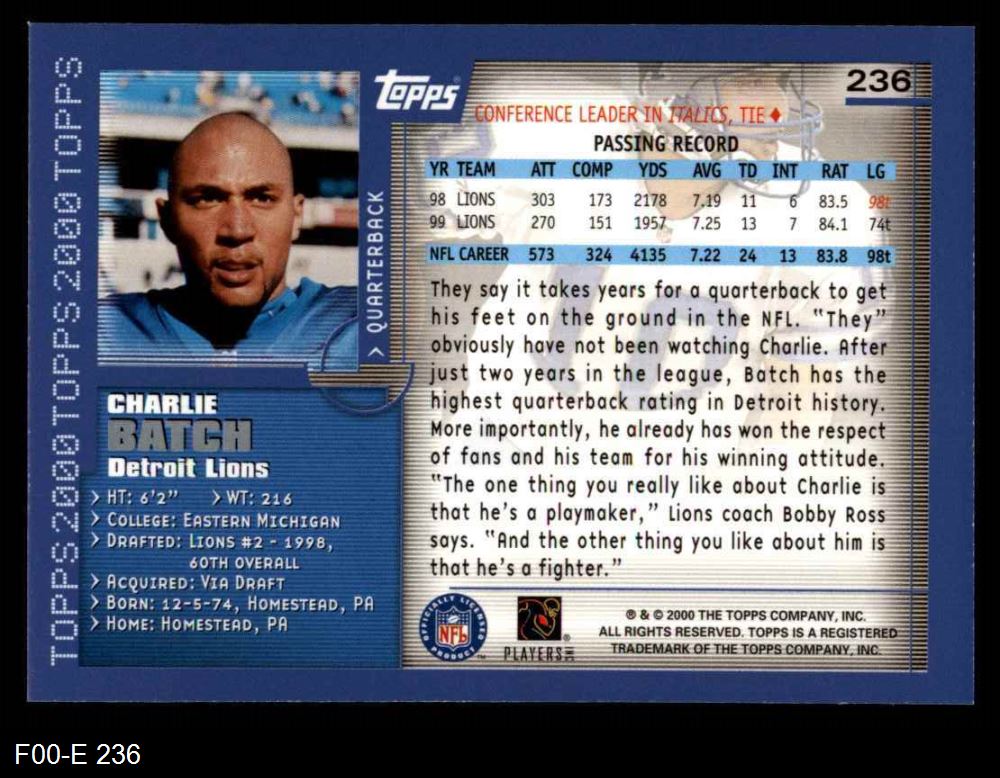 TOPPS2000TOPPS2000TOPPS
Topps
236
CONFERENCE LEADER IN ITALICS, TIE ♦
PASSING RECORD
YR TEAM ATT COMP YDS AVG TD INT RAT LG
98 LIONS 303 173 2178 7.19 11 6 83.5 98t
99 LIONS 270 151 1957 7.25 13 7 84.1 74t
NFL CAREER 573 324 4135 7.22 24 13 83.8 98t
They say it takes years for a quarterback to get
his feet on the ground in the NFL. "They"
obviously have not been watching Charlie. After
just two years in the league, Batch has the
highest quarterback rating in Detroit history.
More importantly, he already has won the respect
of fans and his team for his winning attitude.
"The one thing you really like about Charlie is
that he's a playmaker," Lions coach Bobby Ross
says. "And the other thing you like about him is
that he's a fighter."
> QUARTERBACK
CHARLIE
BATCH
Detroit Lions
> HT: 6'2" > WT: 216
> COLLEGE: EASTERN MICHIGAN
> DRAFTED: LIONS #2 - 1998,
60TH OVERALL
> ACQUIRED: VIA DRAFT
> BORN: 12-5-74, HOMESTEAD, PA
> HOME: HOMESTEAD, PA
OFFICIALLY LICENSED
NFL
PRODUCT
™
PLAYERS INC
®
® & © 2000 THE TOPPS COMPANY, INC.
ALL RIGHTS RESERVED. TOPPS IS A REGISTERED
TRADEMARK OF THE TOPPS COMPANY, INC.
F00-E 236